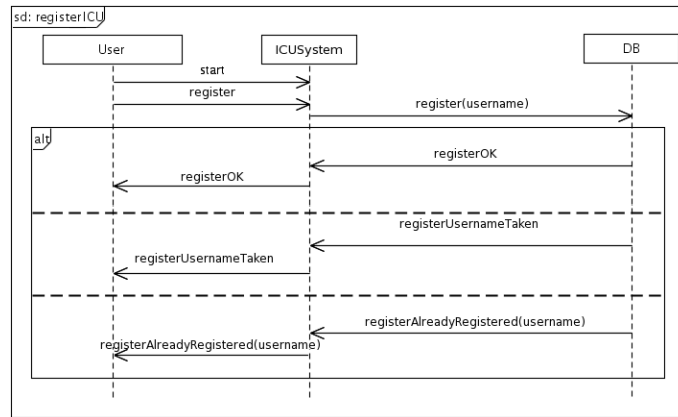 sd: registerICU
User
ICUSystem
DB
start
register
register(username)
alt
registerOK
registerOK
registerUsernameTaken
registerUsernameTaken
registerAlreadyRegistered(username)
registerAlreadyRegistered(username)